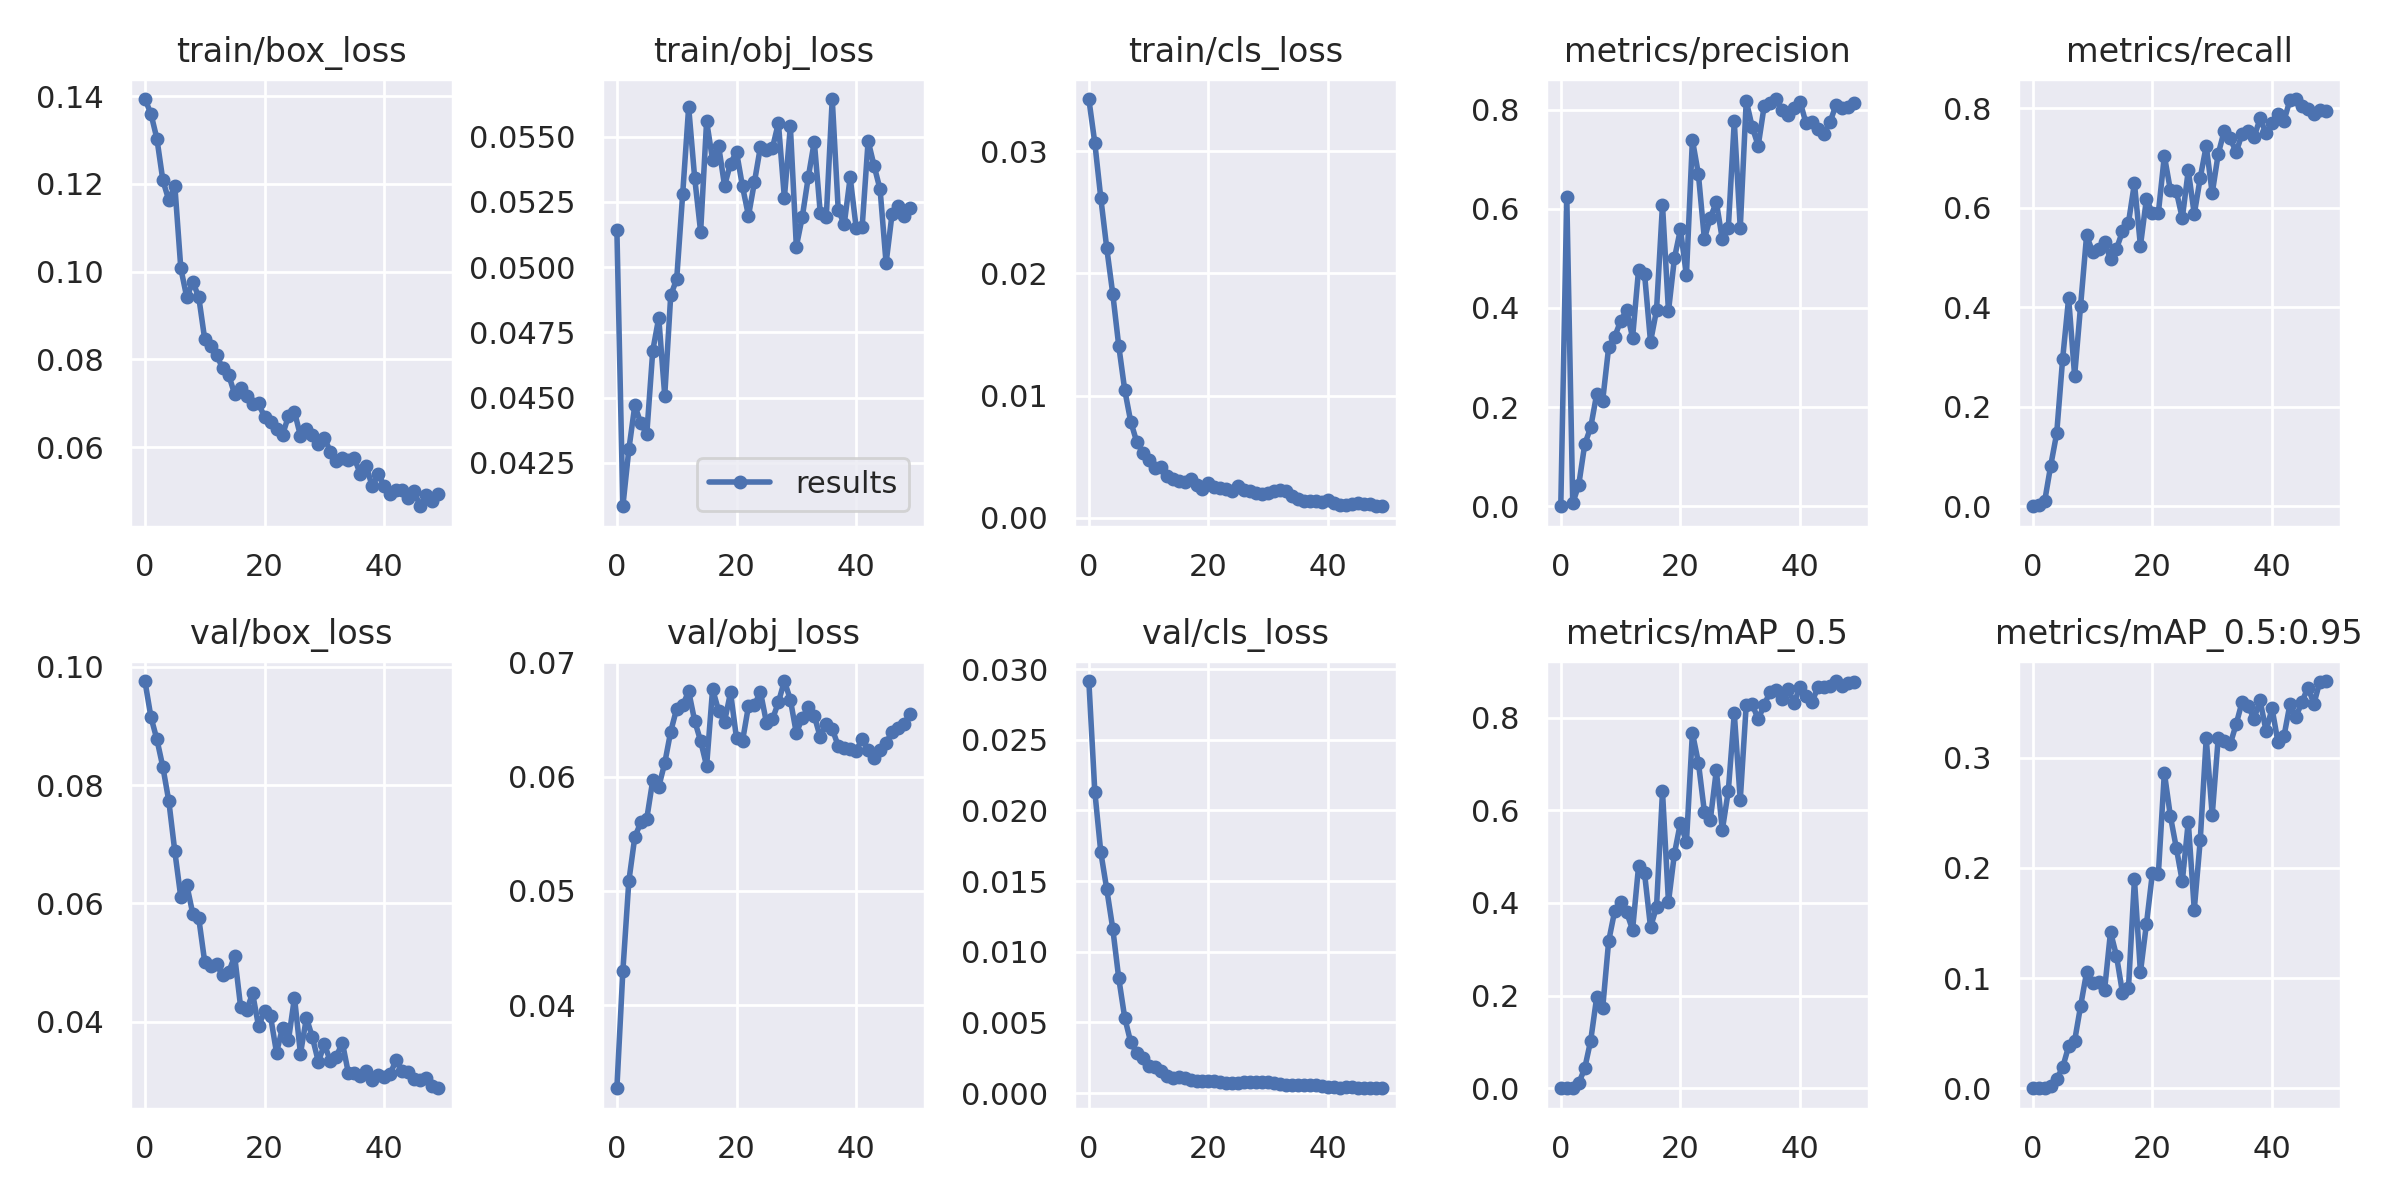 train/box_loss
0.14
0.12
0.10
0.08
0.06
0 20 40
train/obj_loss
0.0550
0.0525
0.0500
0.0475
0.0450
0.0425
results
0 20 40
train/cls_loss
0.03
0.02
0.01
0.00
0 20 40
metrics/precision
0.8
0.6
0.4
0.2
0.0
0 20 40
metrics/recall
0.8
0.6
0.4
0.2
0.0
0 20 40
val/box_loss
0.10
0.08
0.06
0.04
0 20 40
val/obj_loss
0.07
0.06
0.05
0.04
0 20 40
val/cls_loss
0.030
0.025
0.020
0.015
0.010
0.005
0.000
0 20 40
metrics/mAP_0.5
0.8
0.6
0.4
0.2
0.0
0 20 40
metrics/mAP_0.5:0.95
0.3
0.2
0.1
0.0
0 20 40